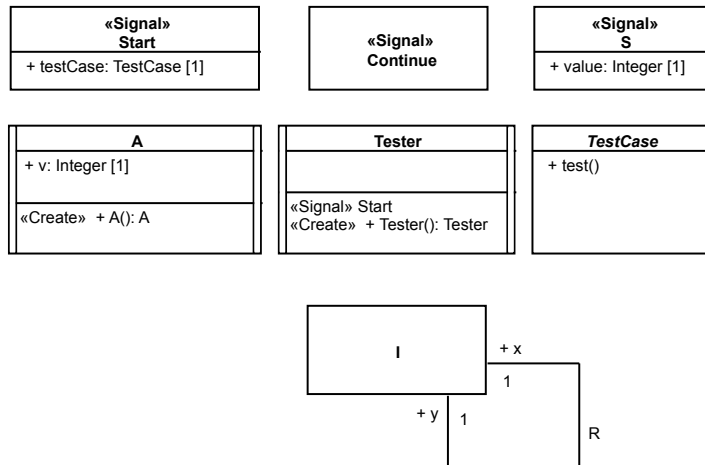 «Signal»
Start
+ testCase: TestCase [1]
«Signal»
Continue
«Signal»
S
+ value: Integer [1]
A
+ v: Integer [1]
«Create»  + A(): A
Tester
«Signal» Start
«Create»  + Tester(): Tester
TestCase
+ test()
I
+ x
1
+ y
1
R